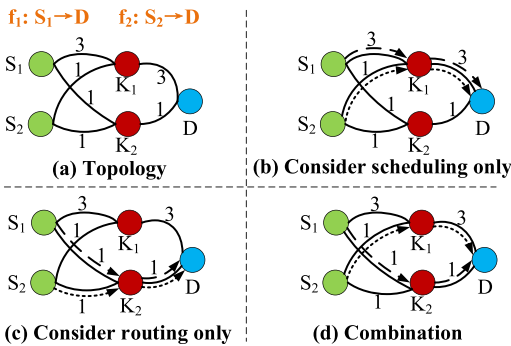 f₁: S₁→D f₂: S₂→D
S₁ 3 K₁ 3
1
1 D
S₂ 1 K₂ 1
(a) Topology
S₁ 3 K₁ 3
1
1 D
S₂ 1 K₂ 1
(b) Consider scheduling only
S₁ 3 K₁ 3
1
1 1 D
S₂ 1 K₂
(c) Consider routing only
S₁ 3 K₁ 3
1
1 1 D
S₂ 1 K₂
(d) Combination